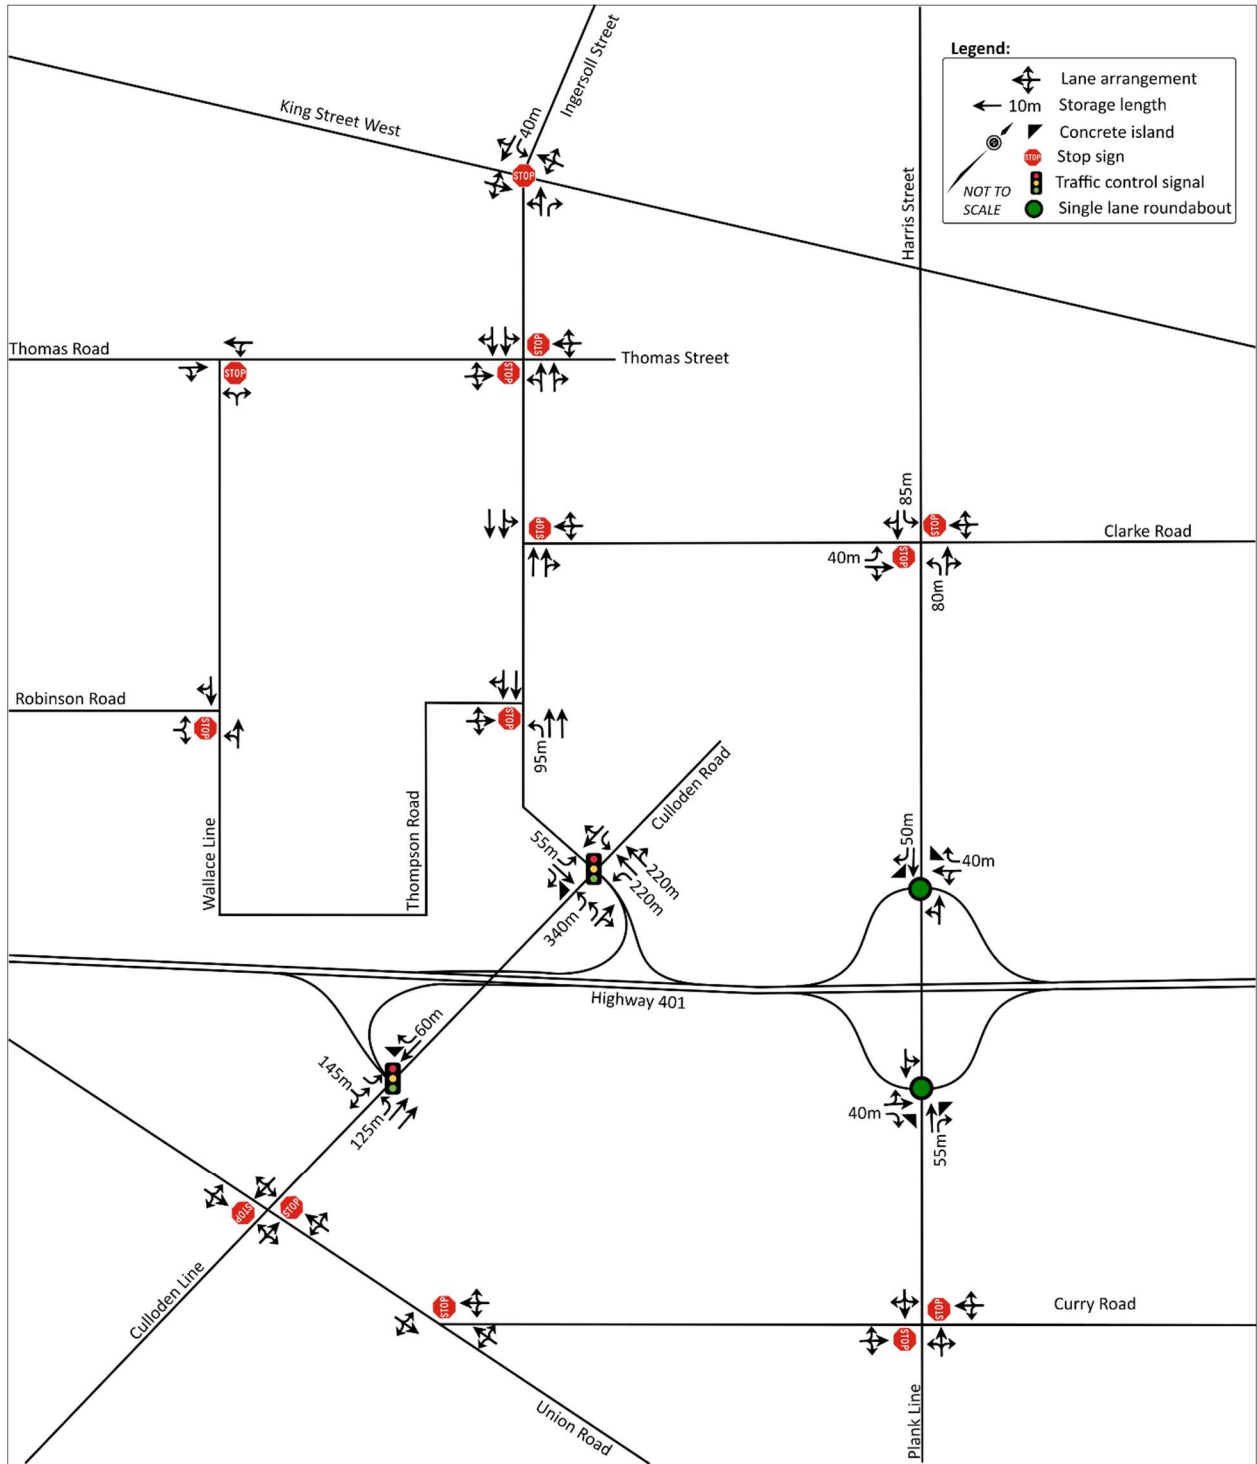 Legend:
Lane arrangement
10m Storage length
Concrete island
STOP Stop sign
NOT TO
SCALE
Traffic control signal
Single lane roundabout
Ingersoll Street
King Street West
40m
STOP
Harris Street
Thomas Road
Thomas Street
STOP
STOP
STOP
85m
STOP
STOP
Clarke Road
40m
STOP
80m
Robinson Road
STOP
STOP
95m
Culloden Road
Wallace Line
Thompson Road
55m
220m
220m
340m
50m
40m
Highway 401
60m
145m
125m
40m
55m
STOP
STOP
Culloden Line
STOP
Union Road
STOP
STOP
Curry Road
Plank Line